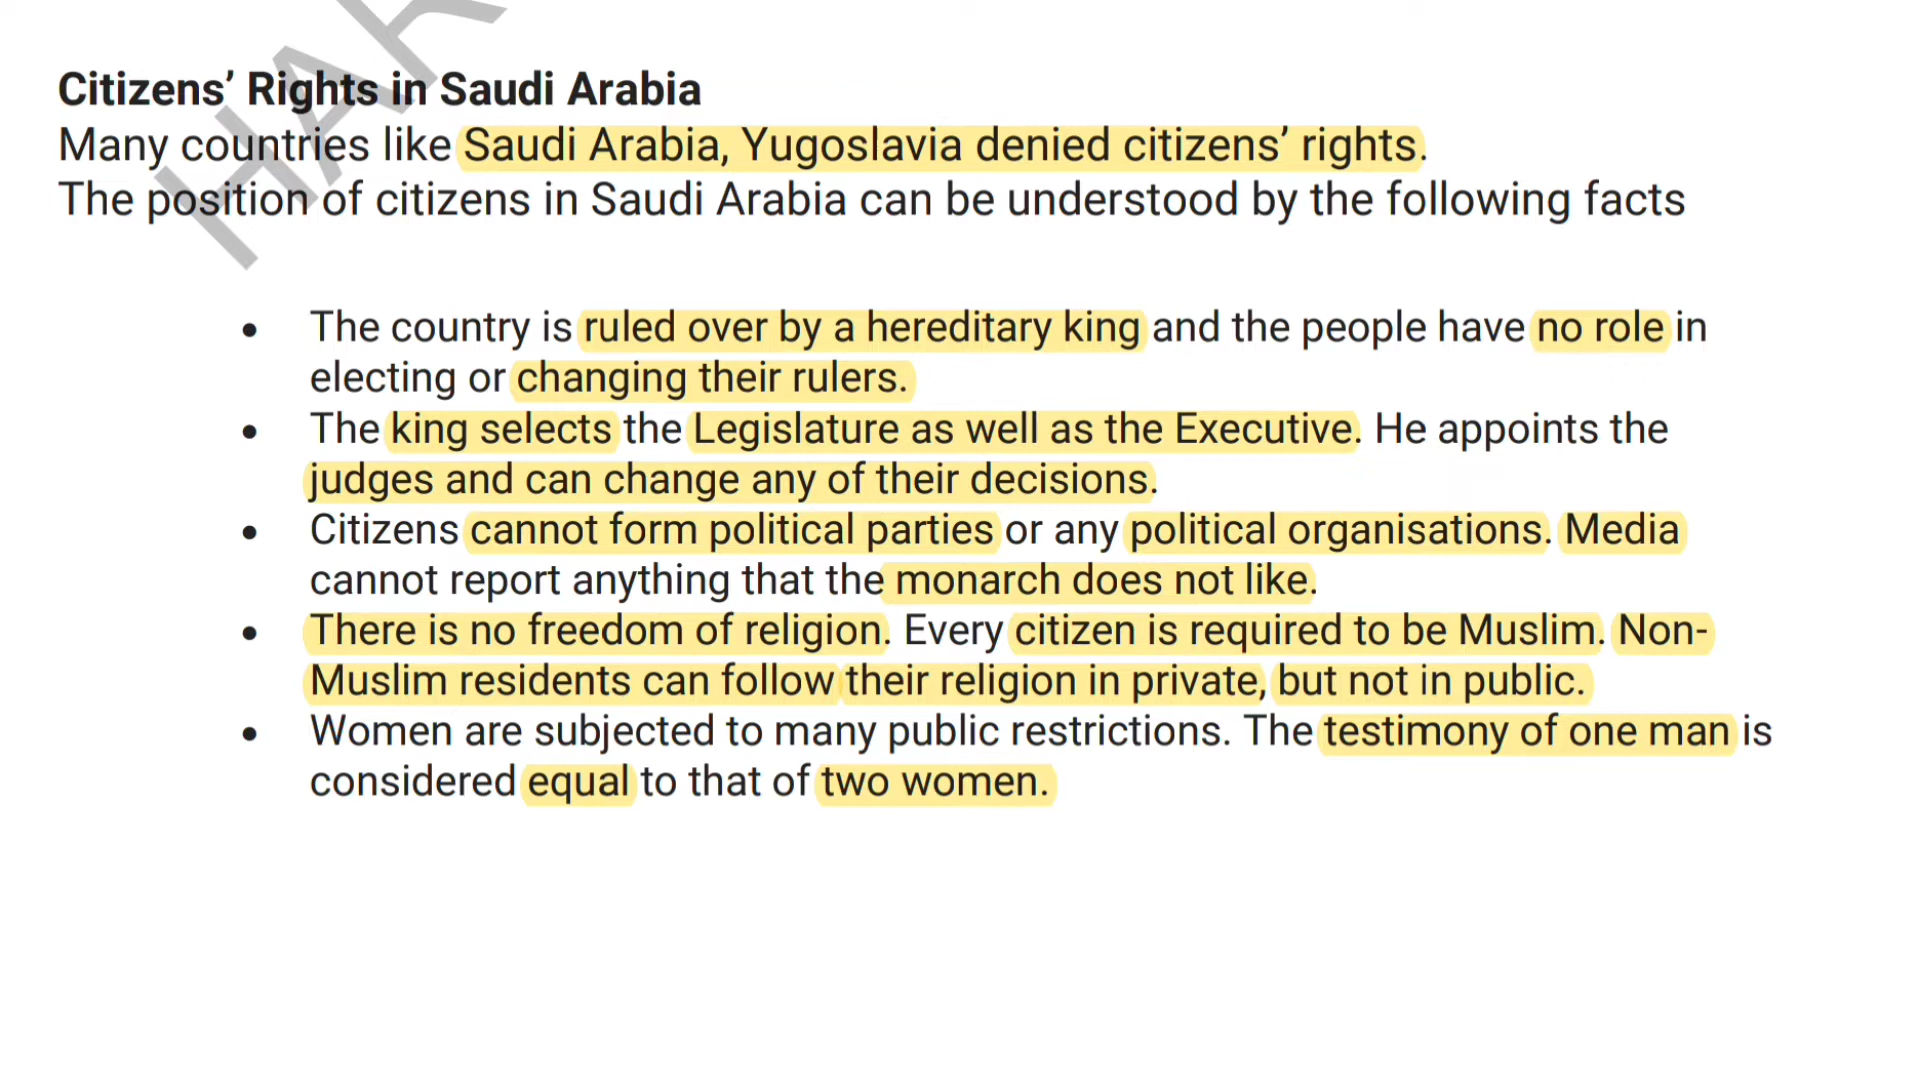 Citizens’ Rights in Saudi Arabia
Many countries like Saudi Arabia, Yugoslavia denied citizens’ rights.
The position of citizens in Saudi Arabia can be understood by the following facts
• The country is ruled over by a hereditary king and the people have no role in
electing or changing their rulers.
• The king selects the Legislature as well as the Executive. He appoints the
judges and can change any of their decisions.
• Citizens cannot form political parties or any political organisations. Media
cannot report anything that the monarch does not like.
• There is no freedom of religion. Every citizen is required to be Muslim. Non-
Muslim residents can follow their religion in private, but not in public.
• Women are subjected to many public restrictions. The testimony of one man is
considered equal to that of two women.
HAR